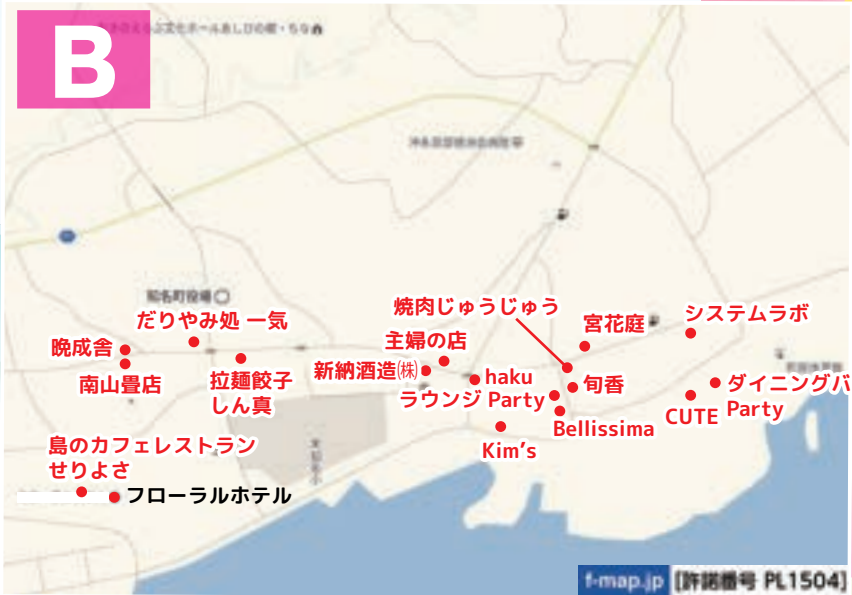 B
知名町役場
焼肉じゅうじゅう
宮花庭
システムラボ
だりやみ処 一気
主婦の店
晩成舎
新納酒造㈱
haku
旬香
ダイニングバ
Party
南山畳店
拉麺餃子
しん真
ラウンジ Party
CUTE
Bellissima
Kim's
島のカフェレストラン
せりよさ
フローラルホテル
f-map.jp [許諾番号 PL1504]